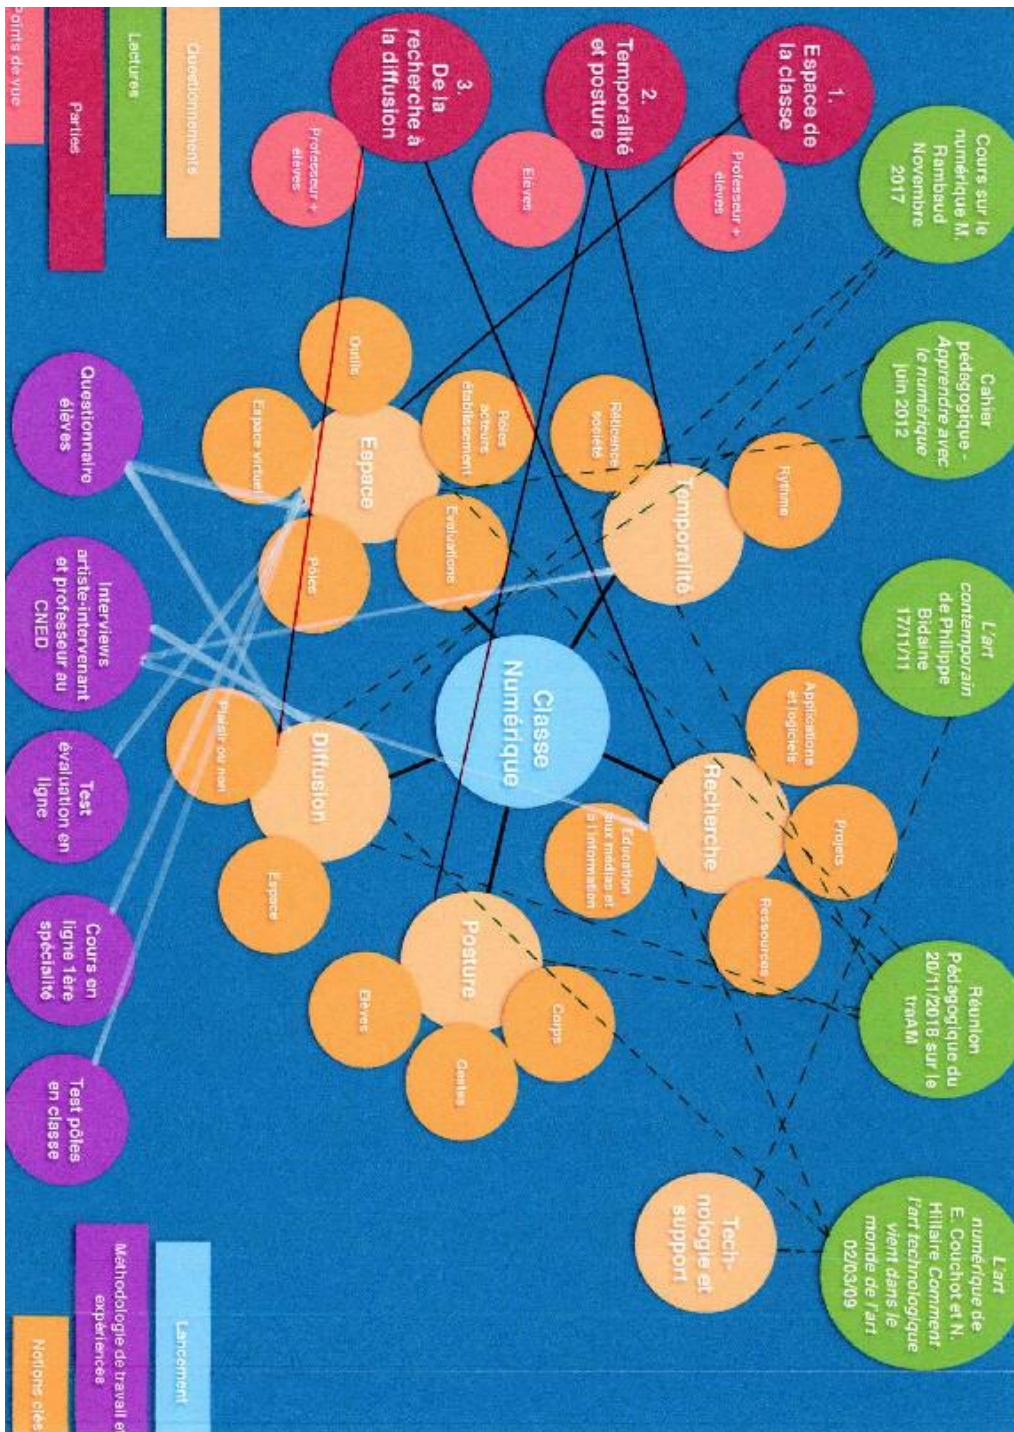 Cours sur le
numérique M.
Rambaud
Novembre
2017
Cahier
pédagogique -
Apprendre avec
le numérique
juin 2012
L'art
contemporain
de Philippe
Bidaine
17/11/11
Réunion
Pédagogique du
20/11/2018 sur le
traAM
L'art
numérique de
E. Couchot et N.
Hillaire Comment
l'art technologique
vient dans le
monde de l'art
02/03/09
1.
Espace de
la classe
Professeur +
élèves
2.
Temporalité
et posture
Elèves
3.
De la
recherche à
la diffusion
Professeur +
élèves
Rythme
Temporalité
Réticence
société
Applications
et logiciels
Projets
Recherche
Ressources
Education
aux médias et
à l'information
Tech-
nologie et
support
Classe
Numérique
Rôles
acteurs
établissement
Evaluations
Espace
Outils
Espace virtuel
Pôles
Corps
Posture
Gestes
Elèves
Diffusion
Plaisir ou non
Espace
Questionnements
Lectures
Parties
Points de vue
Questionnaire
élèves
Interviews
artiste-intervenant
et professeur au
CNED
Test
évaluation en
ligne
Cours en
ligne 1ère
spécialité
Test pôles
en classe
Lancement
Méthodologie de travail et
expériences
Notions clés